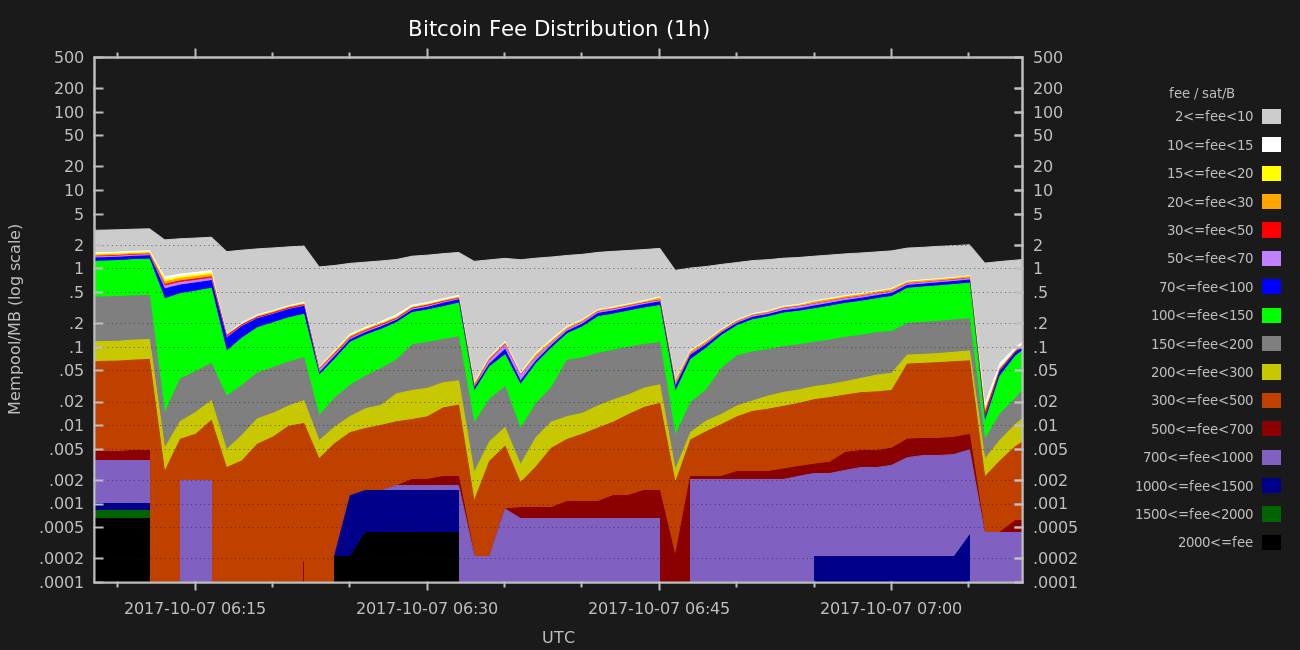 Bitcoin Fee Distribution (1h)
Mempool/MB (log scale)
500
200
100
50
20
10
5
2
1
.5
.2
.1
.05
.02
.01
.005
.002
.001
.0005
.0002
.0001
500
200
100
50
20
10
5
2
1
.5
.2
.1
.05
.02
.01
.005
.002
.001
.0005
.0002
.0001
2017-10-07 06:15
2017-10-07 06:30
2017-10-07 06:45
2017-10-07 07:00
UTC
fee / sat/B
2<=fee<10
10<=fee<15
15<=fee<20
20<=fee<30
30<=fee<50
50<=fee<70
70<=fee<100
100<=fee<150
150<=fee<200
200<=fee<300
300<=fee<500
500<=fee<700
700<=fee<1000
1000<=fee<1500
1500<=fee<2000
2000<=fee